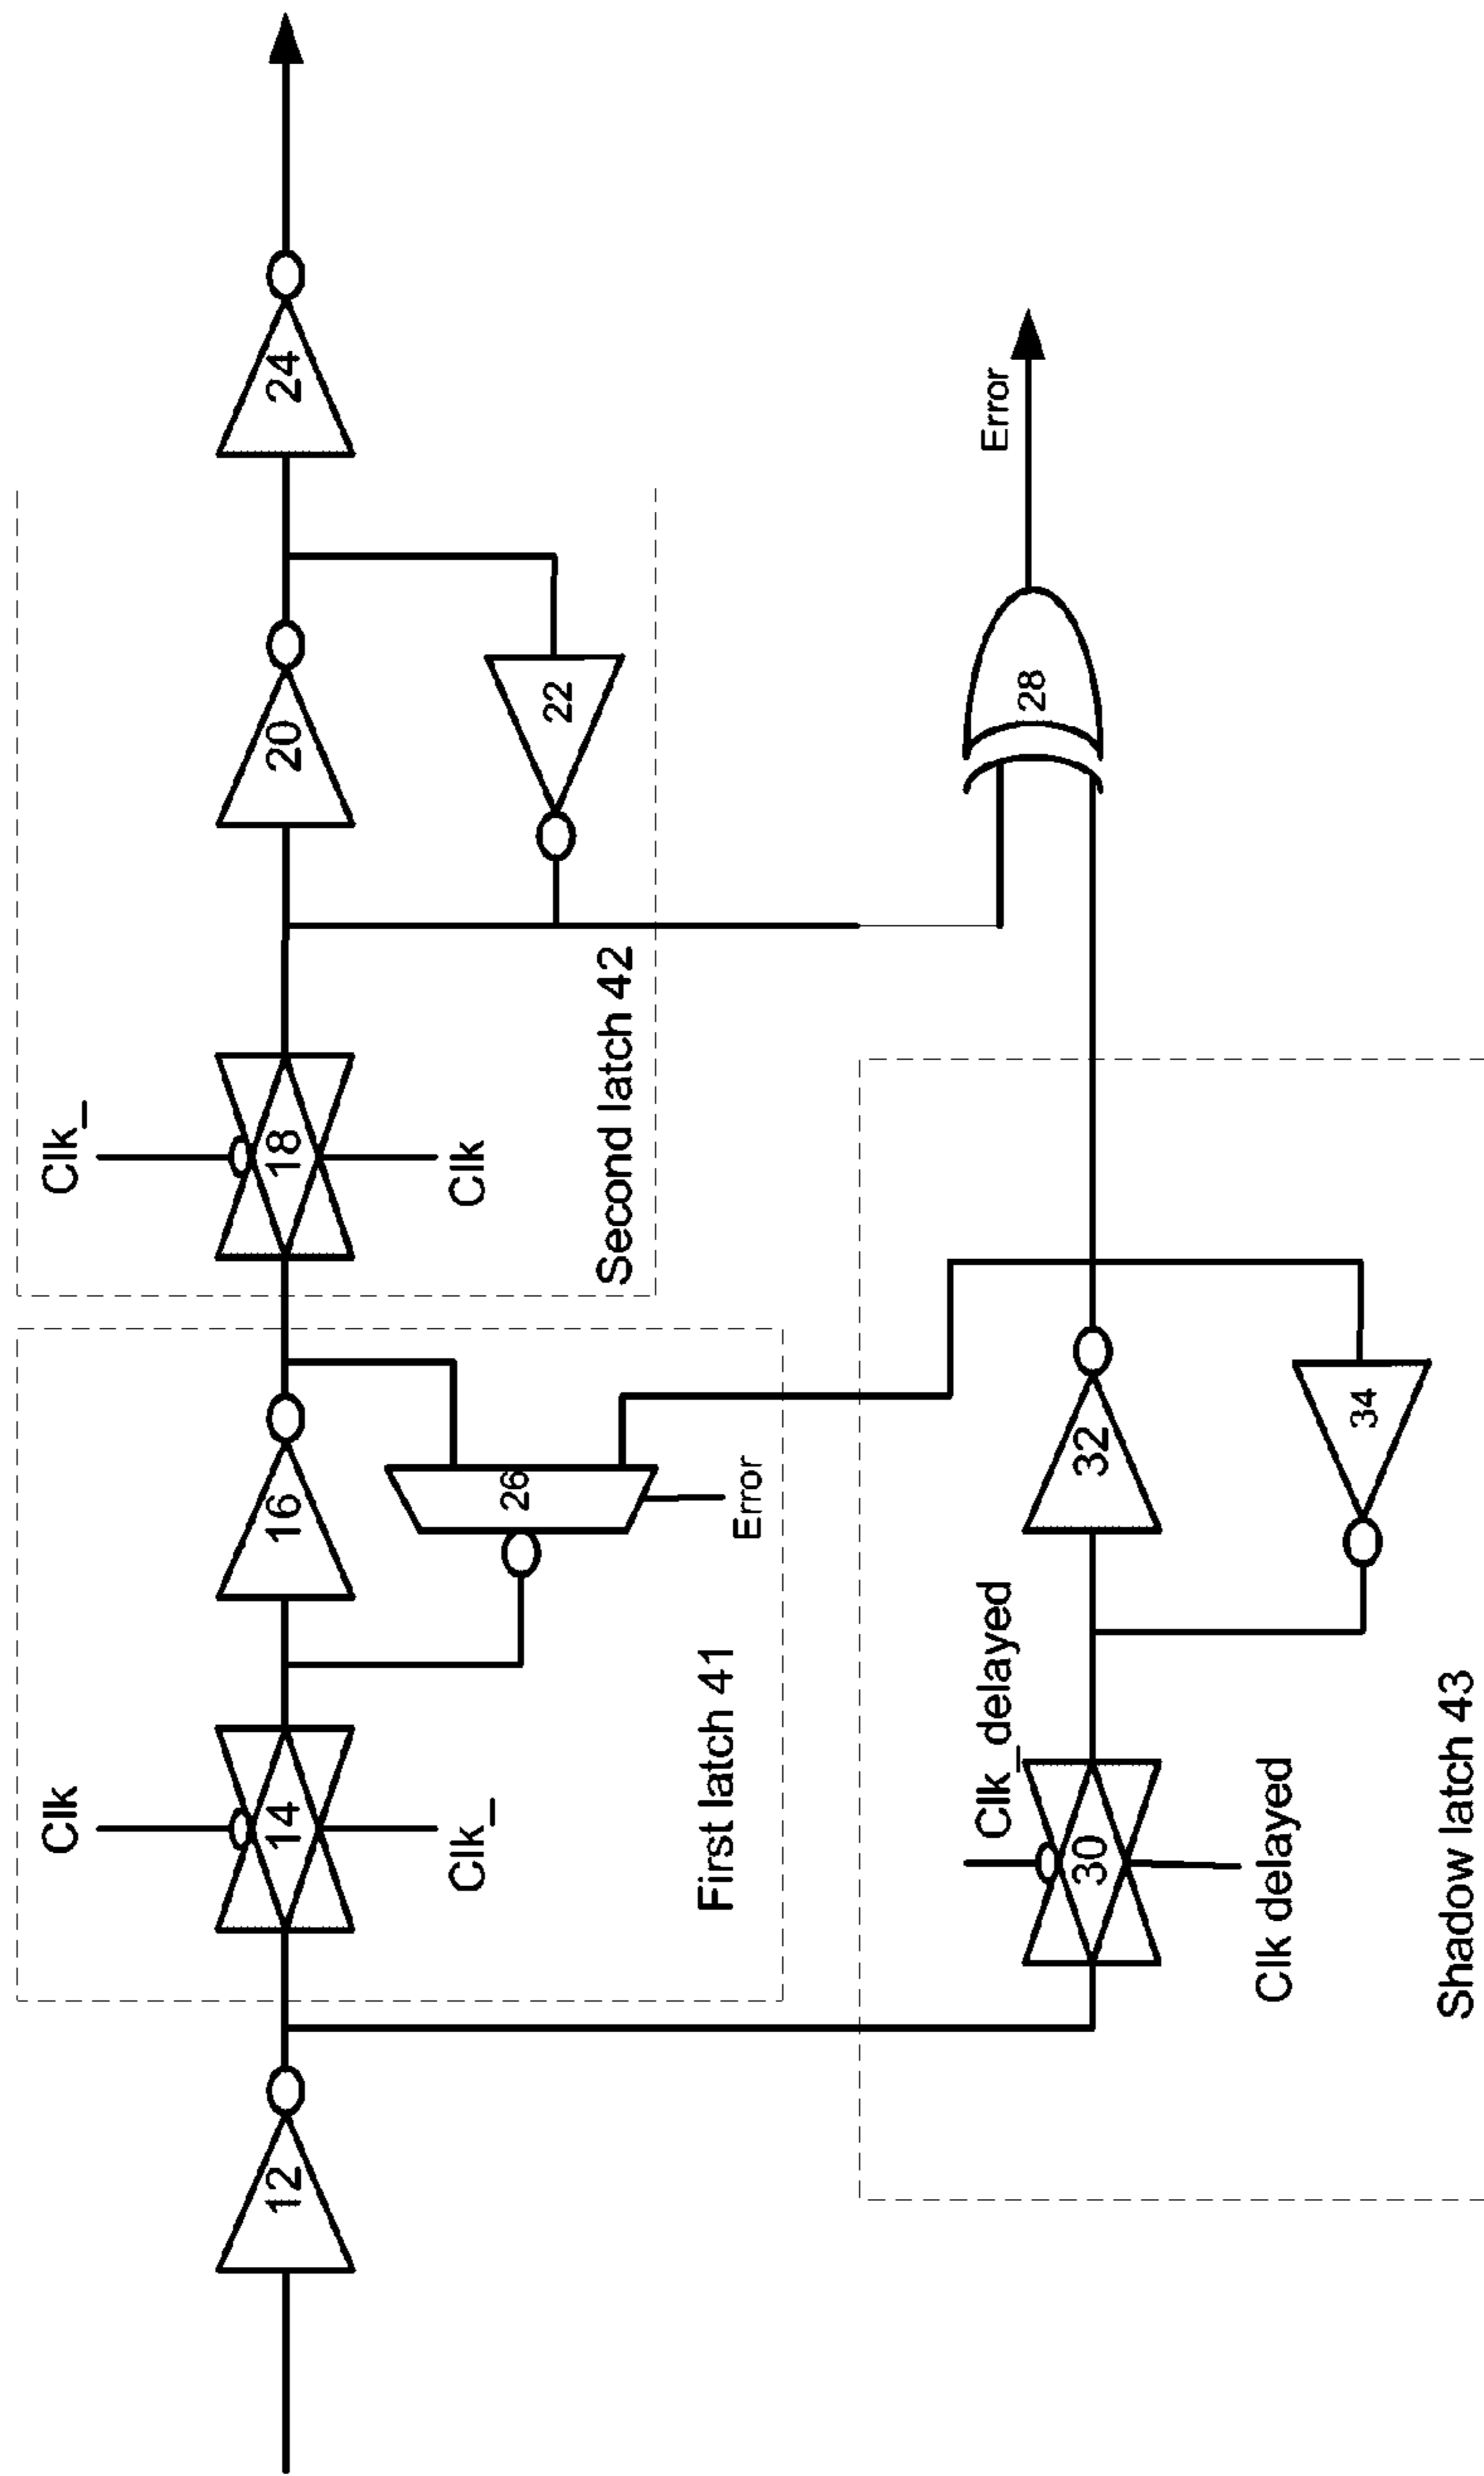 Clk
Clk_
12
14
16
18
20
24
Clk_
Clk
22
26
Error
First latch 41
Second latch 42
Error
28
Clk_delayed
30
32
Clk delayed
34
Shadow latch 43